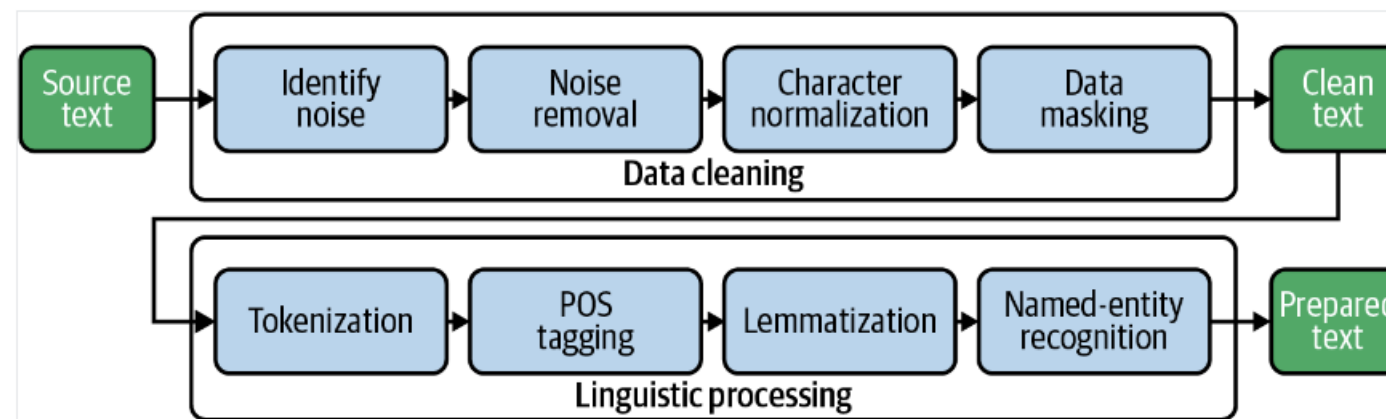 Source
text
Identify
noise
Noise
removal
Character
normalization
Data
masking
Clean
text
Data cleaning
Tokenization
POS
tagging
Lemmatization
Named-entity
recognition
Prepared
text
Linguistic processing